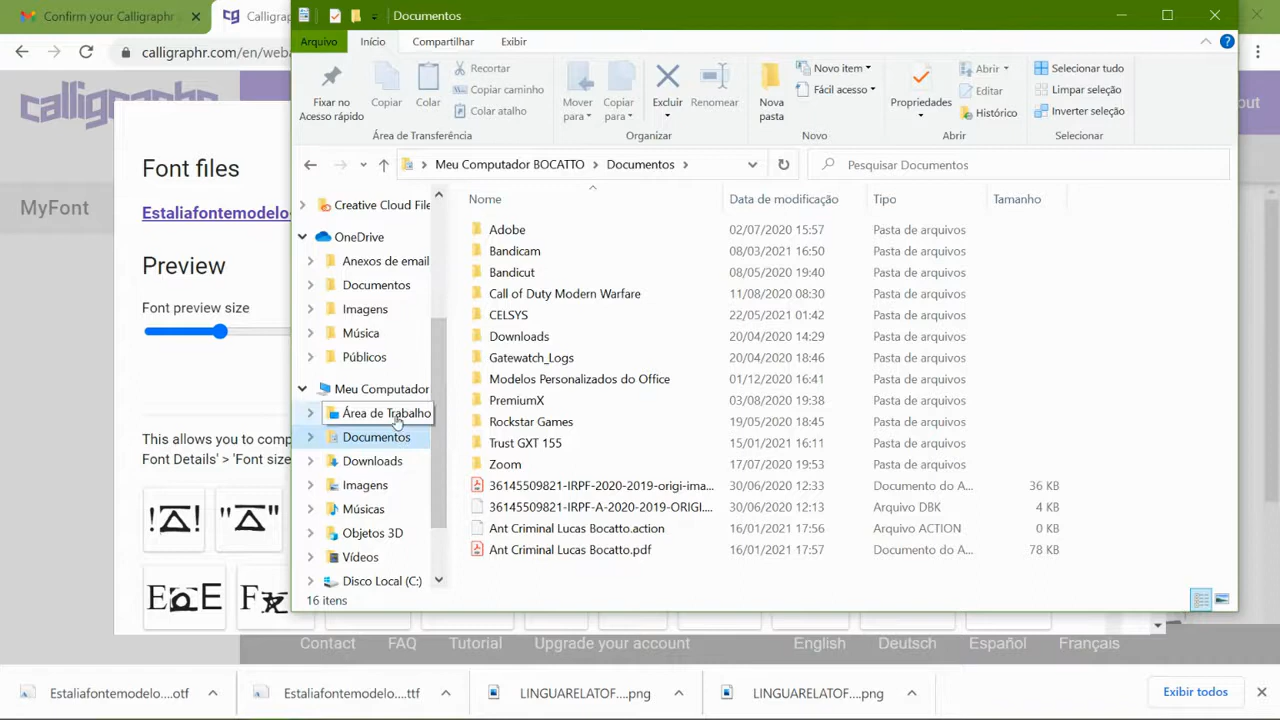 Confirm your Calligraphr
Calligra
Documentos
calligraphr.com/en/weba
Arquivo
Início
Compartilhar
Exibir
Fixar no
Acesso rápido
Copiar
Colar
Recortar
Copiar caminho
Colar atalho
Área de Transferência
Mover
para
Copiar
para
Excluir
Renomear
Organizar
Nova
pasta
Novo item
Fácil acesso
Novo
Propriedades
Abrir
Editar
Histórico
Abrir
Selecionar tudo
Limpar seleção
Inverter seleção
Selecionar
Meu Computador BOCATTO
Documentos
Pesquisar Documentos
out
MyFont
Font files
Estaliafontemodelo-
Preview
Font preview size
This allows you to comp
Font Details' > 'Font size
Creative Cloud File
OneDrive
Anexos de email
Documentos
Imagens
Música
Públicos
Meu Computador
Área de Trabalho
Documentos
Downloads
Imagens
Músicas
Objetos 3D
Vídeos
Disco Local (C:)
Nome Data de modificação Tipo Tamanho
Adobe 02/07/2020 15:57 Pasta de arquivos
Bandicam 08/03/2021 16:50 Pasta de arquivos
Bandicut 08/05/2020 19:40 Pasta de arquivos
Call of Duty Modern Warfare 11/08/2020 08:30 Pasta de arquivos
CELSYS 22/05/2021 01:42 Pasta de arquivos
Downloads 20/04/2020 14:29 Pasta de arquivos
Gatewatch_Logs 20/04/2020 18:46 Pasta de arquivos
Modelos Personalizados do Office 01/12/2020 16:41 Pasta de arquivos
PremiumX 03/08/2020 19:38 Pasta de arquivos
Rockstar Games 19/05/2020 18:45 Pasta de arquivos
Trust GXT 155 15/01/2021 16:11 Pasta de arquivos
Zoom 17/07/2020 19:53 Pasta de arquivos
36145509821-IRPF-2020-2019-origi-ima... 30/06/2020 12:33 Documento do A... 36 KB
36145509821-IRPF-A-2020-2019-ORIGI.... 30/06/2020 12:13 Arquivo DBK 41 KB
Ant Criminal Lucas Bocatto.action 16/01/2021 17:56 Arquivo ACTION 0 KB
Ant Criminal Lucas Bocatto.pdf 16/01/2021 17:57 Documento do A... 78 KB
16 itens
Contact FAQ Tutorial Upgrade your account English Deutsch Español Français
Estaliafontemodelo....otf
Estaliafontemodelo....ttf
LINGUARELATOF....png
LINGUARELATOF....png
Exibir todos